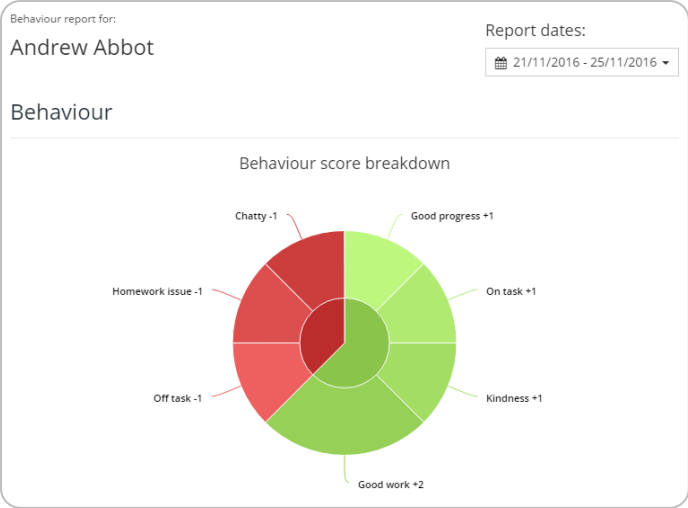 Behaviour report for:
Andrew Abbot
Report dates:
21/11/2016 - 25/11/2016
Behaviour
Behaviour score breakdown
Chatty -1
Good progress +1
Homework issue -1
On task +1
Off task -1
Kindness +1
Good work +2